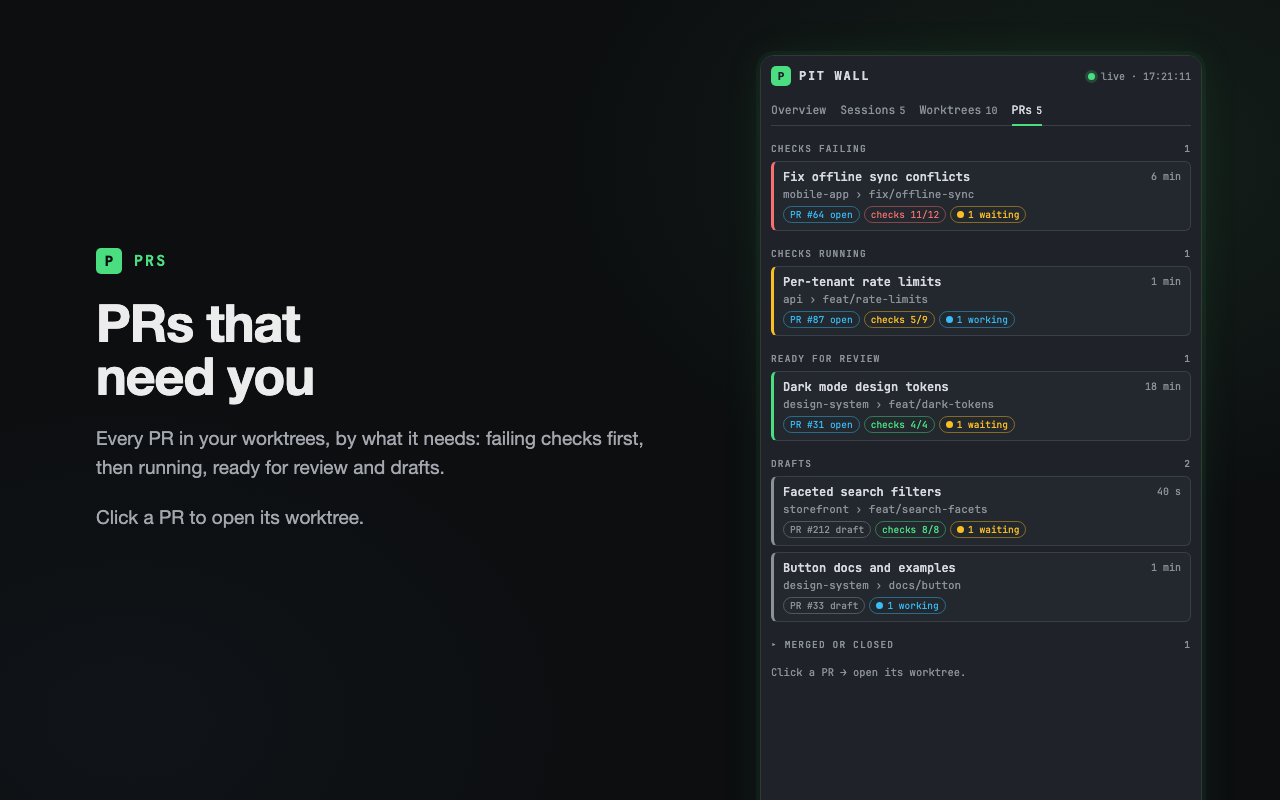 P PRS
PRs that
need you
Every PR in your worktrees, by what it needs: failing checks first,
then running, ready for review and drafts.
Click a PR to open its worktree.
P PIT WALL live · 17:21:11
Overview Sessions 5 Worktrees 10 PRs 5
CHECKS FAILING 1
Fix offline sync conflicts 6 min
mobile-app › fix/offline-sync
PR #64 open checks 11/12 1 waiting
CHECKS RUNNING 1
Per-tenant rate limits 1 min
api › feat/rate-limits
PR #87 open checks 5/9 1 working
READY FOR REVIEW 1
Dark mode design tokens 18 min
design-system › feat/dark-tokens
PR #31 open checks 4/4 1 waiting
DRAFTS 2
Faceted search filters 40 s
storefront › feat/search-facets
PR #212 draft checks 8/8 1 waiting
Button docs and examples 1 min
design-system › docs/button
PR #33 draft 1 working
▸ MERGED OR CLOSED 1
Click a PR → open its worktree.